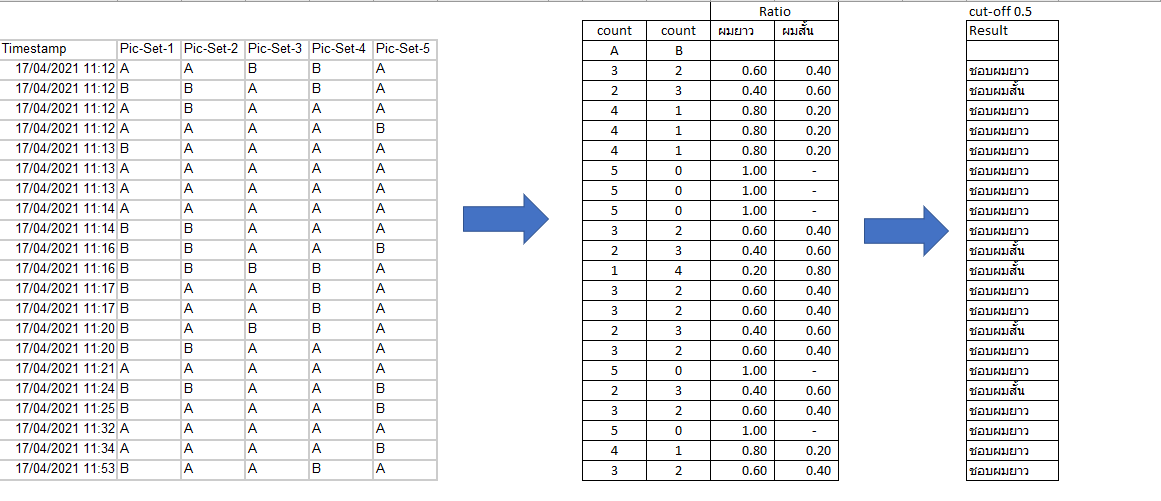 Ratio cut-off 0.5
count count ผมยาว ผมสั้น Result
Timestamp Pic-Set-1 Pic-Set-2 Pic-Set-3 Pic-Set-4 Pic-Set-5 A B
17/04/2021 11:12 A A B B A 3 2 0.60 0.40 ชอบผมยาว
17/04/2021 11:12 B B A B A 2 3 0.40 0.60 ชอบผมสั้น
17/04/2021 11:12 A B A A A 4 1 0.80 0.20 ชอบผมยาว
17/04/2021 11:12 A A A A B 4 1 0.80 0.20 ชอบผมยาว
17/04/2021 11:13 B A A A A 4 1 0.80 0.20 ชอบผมยาว
17/04/2021 11:13 A A A A A 5 0 1.00 - ชอบผมยาว
17/04/2021 11:13 A A A A A 5 0 1.00 - ชอบผมยาว
17/04/2021 11:14 A A A A A 5 0 1.00 - ชอบผมยาว
17/04/2021 11:14 B B A A A 3 2 0.60 0.40 ชอบผมยาว
17/04/2021 11:16 B B A A B 2 3 0.40 0.60 ชอบผมสั้น
17/04/2021 11:16 B B B B A 1 4 0.20 0.80 ชอบผมสั้น
17/04/2021 11:17 B A A B A 3 2 0.60 0.40 ชอบผมยาว
17/04/2021 11:17 B A A B A 3 2 0.60 0.40 ชอบผมยาว
17/04/2021 11:20 B A B B A 2 3 0.40 0.60 ชอบผมสั้น
17/04/2021 11:20 B B A A A 3 2 0.60 0.40 ชอบผมยาว
17/04/2021 11:21 A A A A A 5 0 1.00 - ชอบผมยาว
17/04/2021 11:24 B B A A B 2 3 0.40 0.60 ชอบผมสั้น
17/04/2021 11:25 B A A A B 3 2 0.60 0.40 ชอบผมยาว
17/04/2021 11:32 A A A A A 5 0 1.00 - ชอบผมยาว
17/04/2021 11:34 A A A A B 4 1 0.80 0.20 ชอบผมยาว
17/04/2021 11:53 B A A B A 3 2 0.60 0.40 ชอบผมยาว